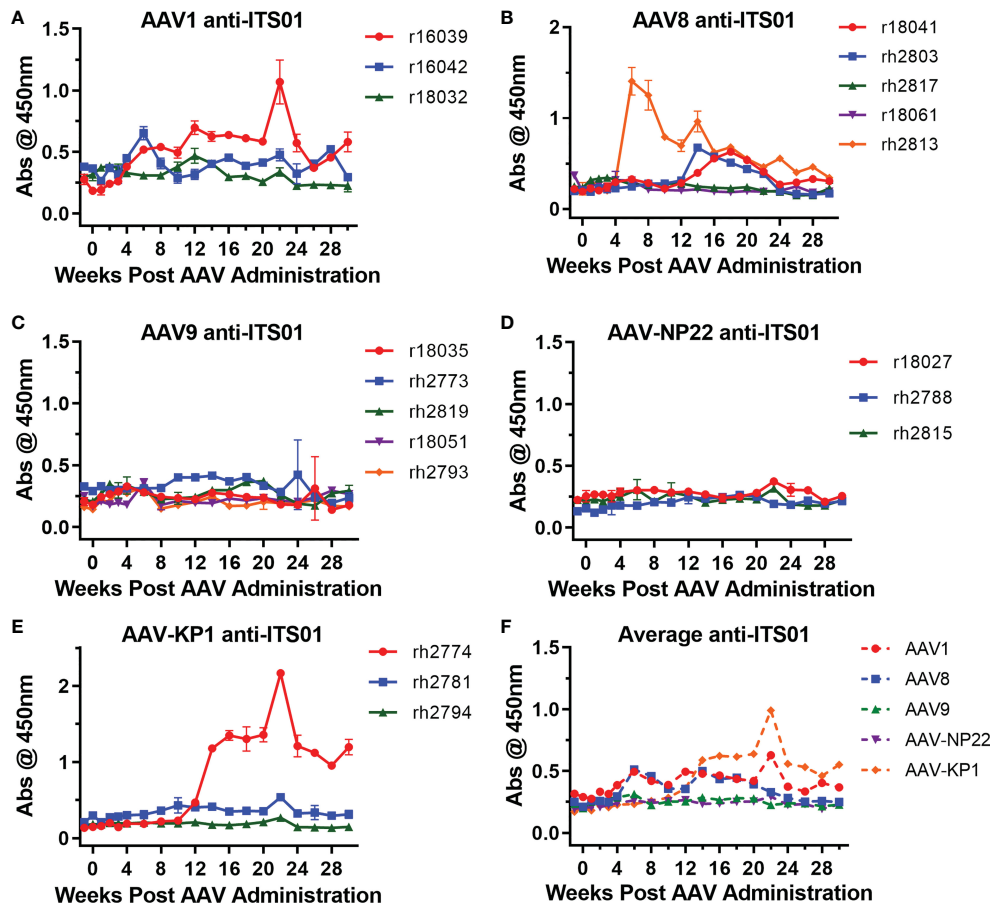 A
AAV1 anti-ITS01
Abs @ 450nm
1.5
1.0
0.5
0.0
0 4 8 12 16 20 24 28
Weeks Post AAV Administration
r16039
r16042
r18032
B
AAV8 anti-ITS01
Abs @ 450nm
2
1
0
0 4 8 12 16 20 24 28
Weeks Post AAV Administration
r18041
rh2803
rh2817
r18061
rh2813
C
AAV9 anti-ITS01
Abs @ 450nm
1.5
1.0
0.5
0.0
0 4 8 12 16 20 24 28
Weeks Post AAV Administration
r18035
rh2773
rh2819
r18051
rh2793
D
AAV-NP22 anti-ITS01
Abs @ 450nm
1.5
1.0
0.5
0.0
0 4 8 12 16 20 24 28
Weeks Post AAV Administration
r18027
rh2788
rh2815
E
AAV-KP1 anti-ITS01
Abs @ 450nm
2
1
0
0 4 8 12 16 20 24 28
Weeks Post AAV Administration
rh2774
rh2781
rh2794
F
Average anti-ITS01
Abs @ 450nm
1.5
1.0
0.5
0.0
0 4 8 12 16 20 24 28
Weeks Post AAV Administration
AAV1
AAV8
AAV9
AAV-NP22
AAV-KP1